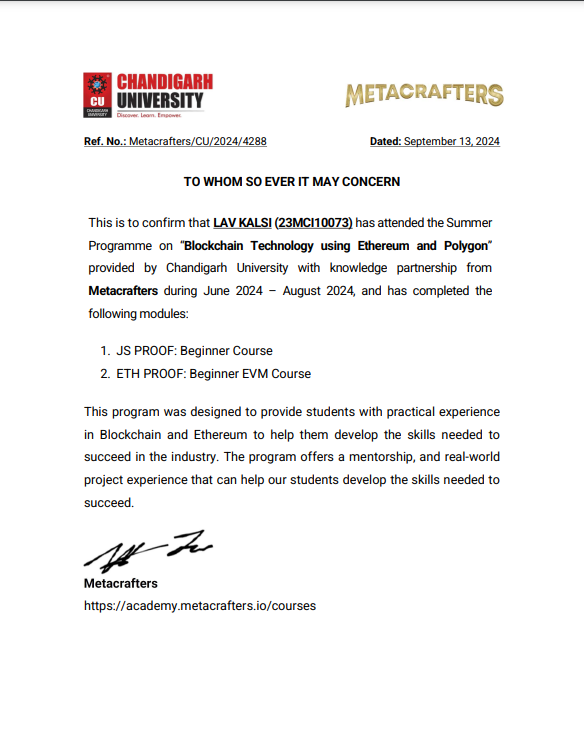 CHANDIGARH
UNIVERSITY
Discover. Learn. Empower.
CU
CHANDIGARH
UNIVERSITY
METACRAFTERS
Ref. No.: Metacrafters/CU/2024/4288 Dated: September 13, 2024
TO WHOM SO EVER IT MAY CONCERN
This is to confirm that LAV KALSI (23MCI10073) has attended the Summer
Programme on “Blockchain Technology using Ethereum and Polygon”
provided by Chandigarh University with knowledge partnership from
Metacrafters during June 2024 – August 2024, and has completed the
following modules:
1. JS PROOF: Beginner Course
2. ETH PROOF: Beginner EVM Course
This program was designed to provide students with practical experience
in Blockchain and Ethereum to help them develop the skills needed to
succeed in the industry. The program offers a mentorship, and real-world
project experience that can help our students develop the skills needed to
succeed.
Metacrafters
https://academy.metacrafters.io/courses